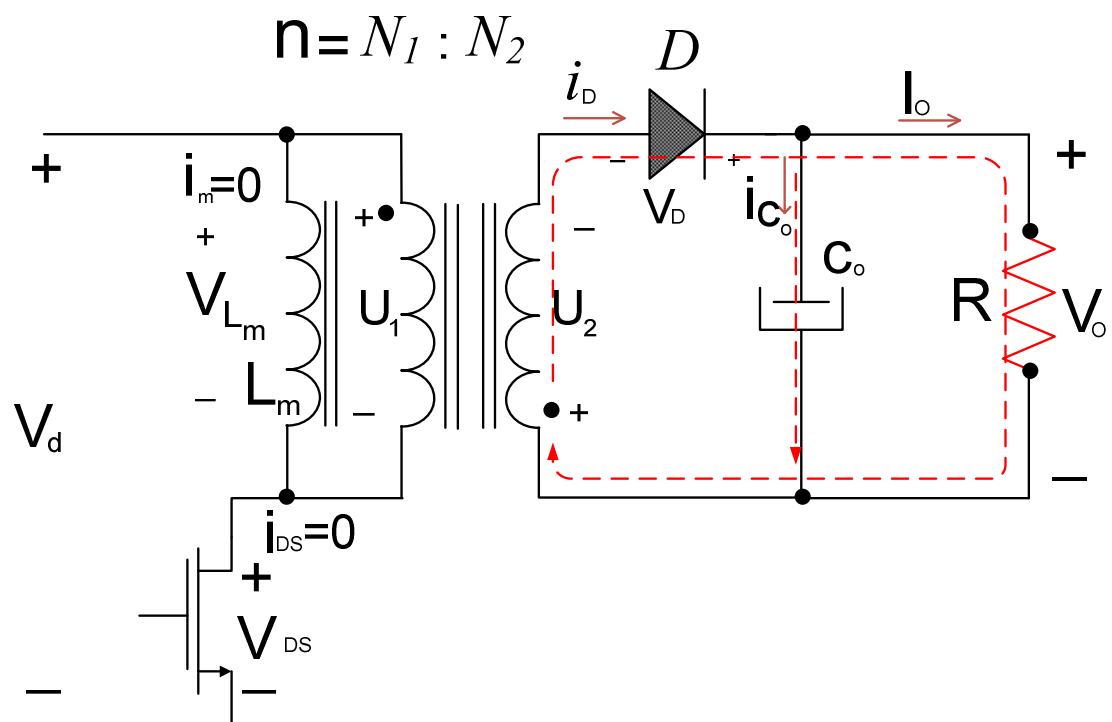 n = N1 : N2
iD
D
IO
+
+
im=0
+
-
+
VD
iCo
+
-
+
VLm
U1
U2
Co
R
VO
-
Lm
-
+
Vd
-
iDS=0
+
VDS
-
-